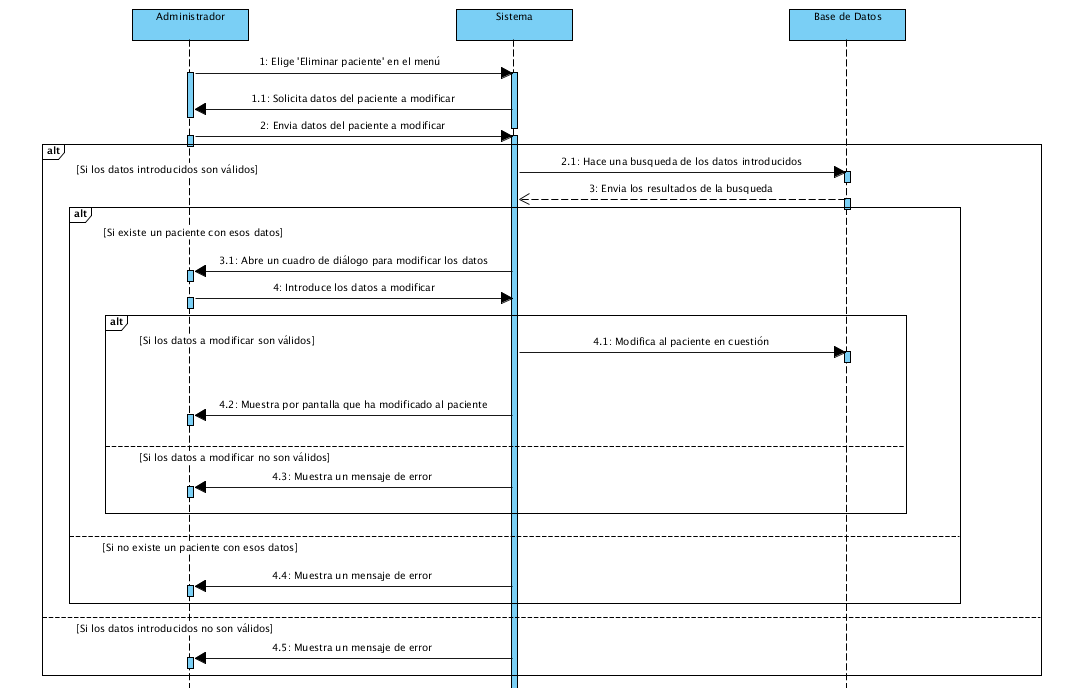 Administrador
Sistema
Base de Datos
1: Elige 'Eliminar paciente' en el menú
1.1: Solicita datos del paciente a modificar
2: Envia datos del paciente a modificar
alt
[Si los datos introducidos son válidos]
2.1: Hace una busqueda de los datos introducidos
3: Envia los resultados de la busqueda
alt
[Si existe un paciente con esos datos]
3.1: Abre un cuadro de diálogo para modificar los datos
4: Introduce los datos a modificar
alt
[Si los datos a modificar son válidos]
4.1: Modifica al paciente en cuestión
4.2: Muestra por pantalla que ha modificado al paciente
[Si los datos a modificar no son válidos]
4.3: Muestra un mensaje de error
[Si no existe un paciente con esos datos]
4.4: Muestra un mensaje de error
[Si los datos introducidos no son válidos]
4.5: Muestra un mensaje de error